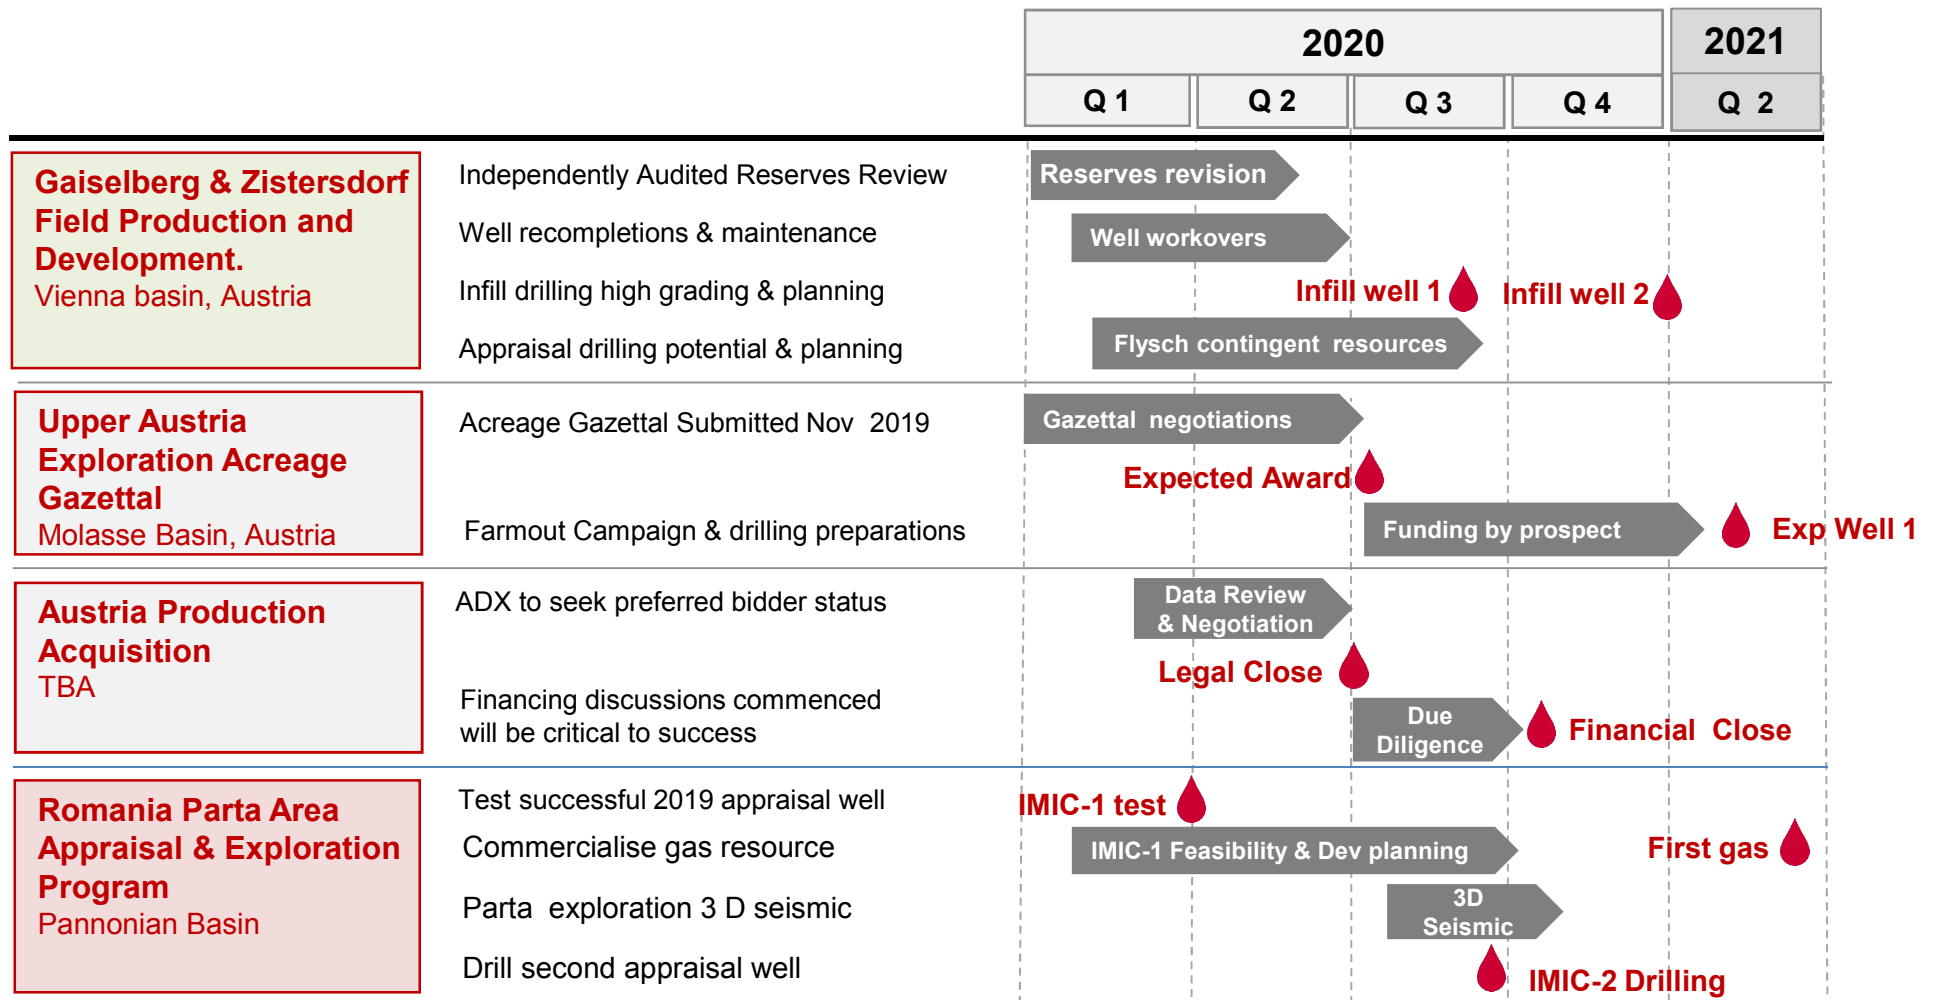 2020
2021
Q 1
Q 2
Q 3
Q 4
Q 2
Gaiselberg & Zistersdorf
Field Production and
Development.
Vienna basin, Austria
Independently Audited Reserves Review
Reserves revision
Well recompletions & maintenance
Well workovers
Infill drilling high grading & planning
Infill well 1
Infill well 2
Appraisal drilling potential & planning
Flysch contingent resources
Upper Austria
Exploration Acreage
Gazettal
Molasse Basin, Austria
Acreage Gazettal Submitted Nov 2019
Gazettal negotiations
Expected Award
Farmout Campaign & drilling preparations
Funding by prospect
Exp Well 1
Austria Production
Acquisition
TBA
ADX to seek preferred bidder status
Data Review
& Negotiation
Legal Close
Financing discussions commenced
will be critical to success
Due
Diligence
Financial Close
Romania Parta Area
Appraisal & Exploration
Program
Pannonian Basin
Test successful 2019 appraisal well
IMIC-1 test
Commercialise gas resource
IMIC-1 Feasibility & Dev planning
First gas
Parta exploration 3 D seismic
3D
Seismic
Drill second appraisal well
IMIC-2 Drilling